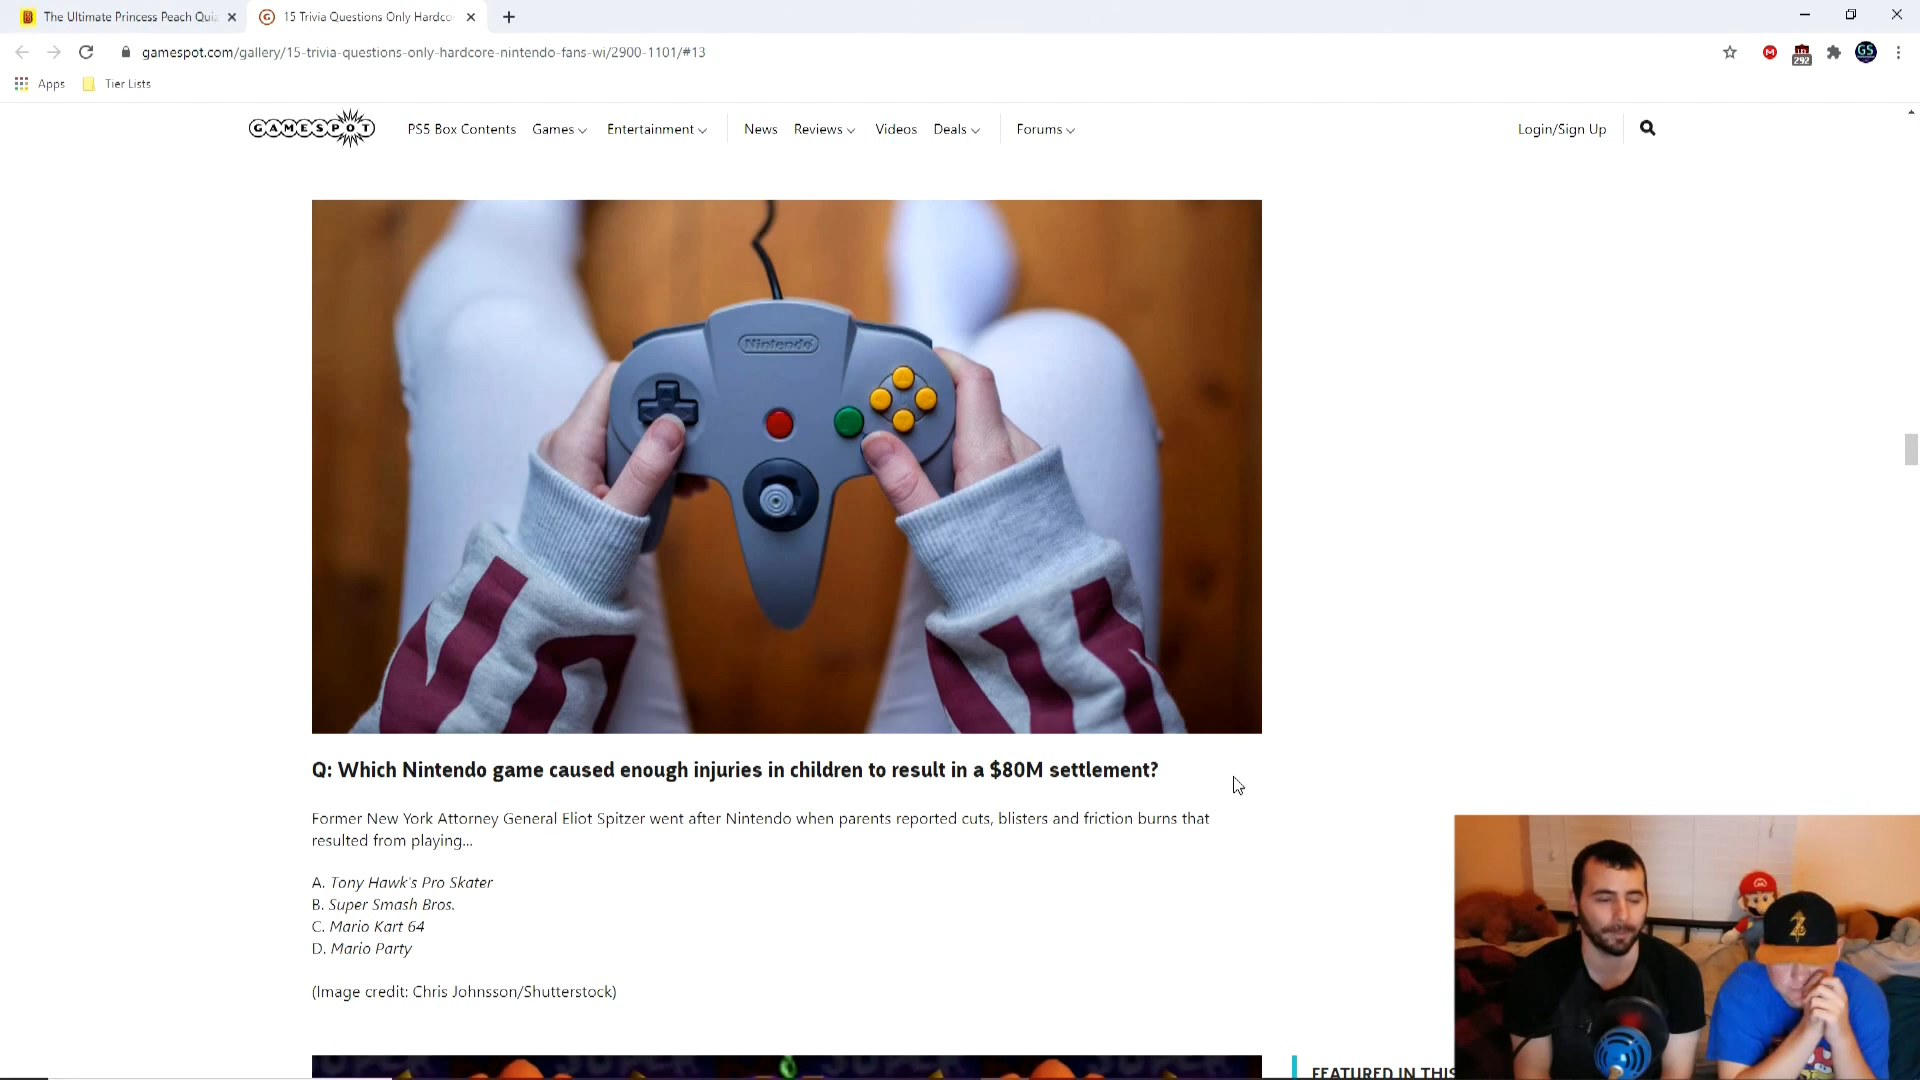 The Ultimate Princess Peach Qui
15 Trivia Questions Only Hardco
gamespot.com/gallery/15-trivia-questions-only-hardcore-nintendo-fans-wi/2900-1101/#13
292
GS
Apps
Tier Lists
GAMESPOT
PS5 Box Contents
Games
Entertainment
News
Reviews
Videos
Deals
Forums
Login/Sign Up
Nintendo
Q: Which Nintendo game caused enough injuries in children to result in a $80M settlement?
Former New York Attorney General Eliot Spitzer went after Nintendo when parents reported cuts, blisters and friction burns that
resulted from playing...
A. Tony Hawk's Pro Skater
B. Super Smash Bros.
C. Mario Kart 64
D. Mario Party
(Image credit: Chris Johnsson/Shutterstock)
FEATURED IN THIS